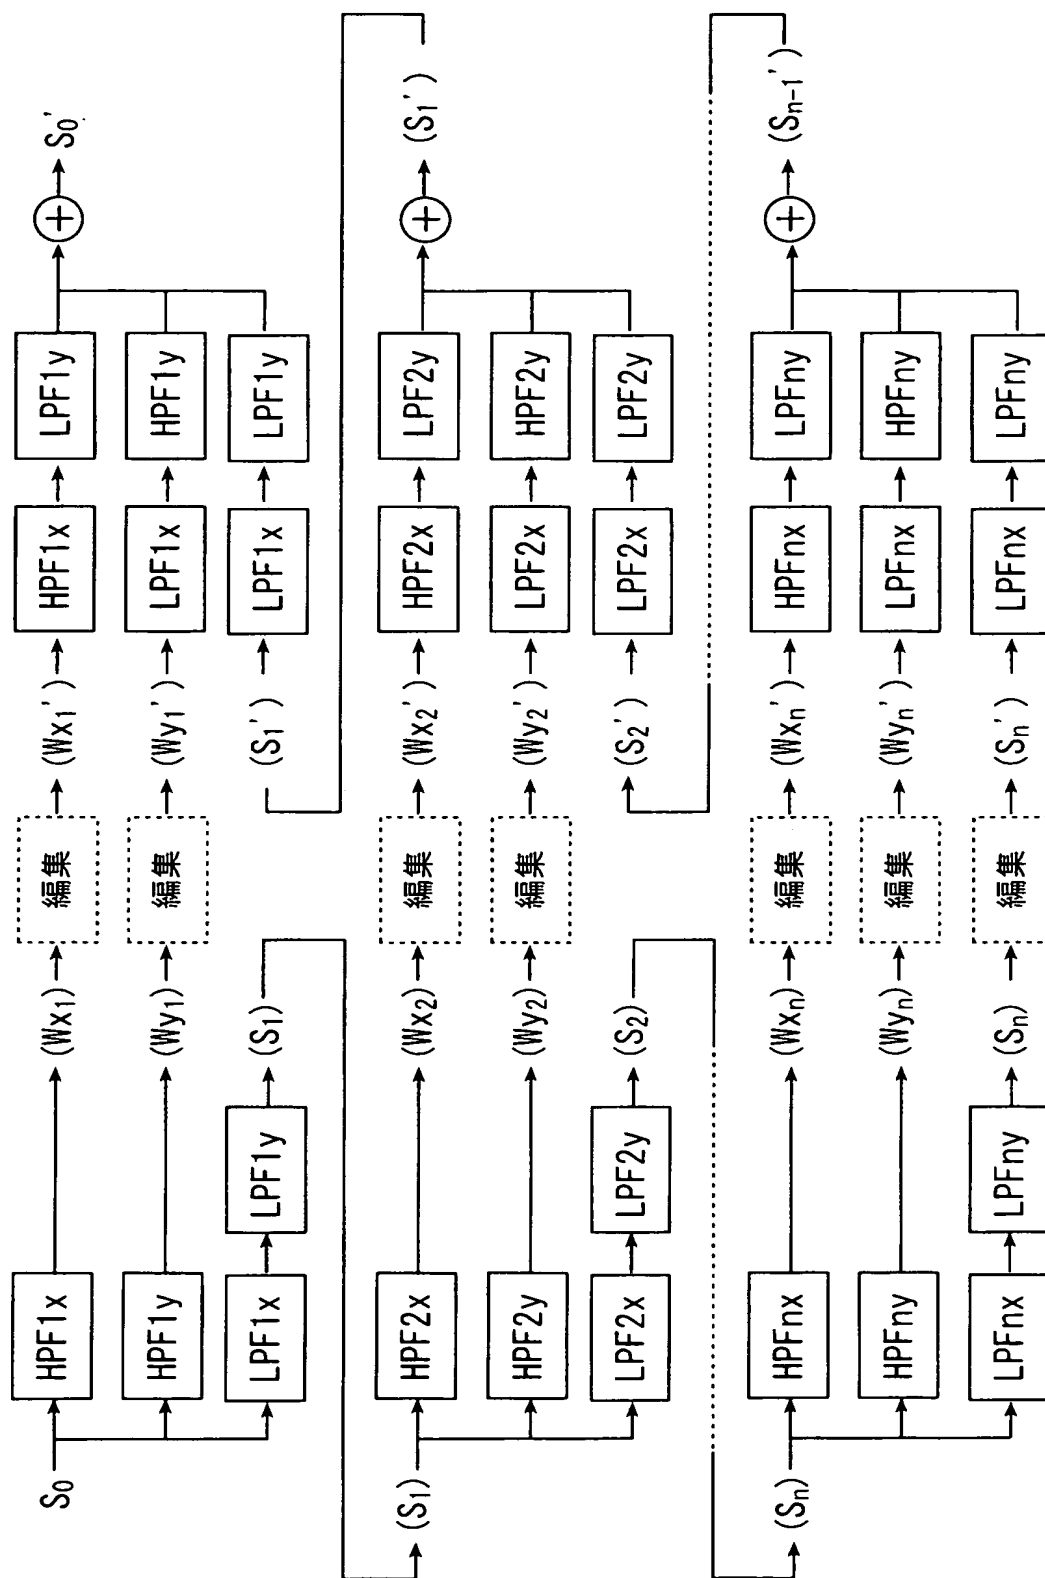 S0 HPF1x (Wx1) 編集 (Wx1') HPF1x LPF1y + S0'
HPF1y (Wy1) 編集 (Wy1') LPF1x HPF1y
LPF1x LPF1y (S1) (S1') LPF1x LPF1y
(S1) HPF2x (Wx2) 編集 (Wx2') HPF2x LPF2y + (S1')
HPF2y (Wy2) 編集 (Wy2') LPF2x HPF2y
LPF2x LPF2y (S2) (S2') LPF2x LPF2y
(Sn) HPFnx (Wxn) 編集 (Wxn') HPFnx LPFny + (Sn-1')
HPFny (Wyn) 編集 (Wyn') LPFnx HPFny
LPFnx LPFny (Sn) 編集 (Sn') LPFnx LPFny